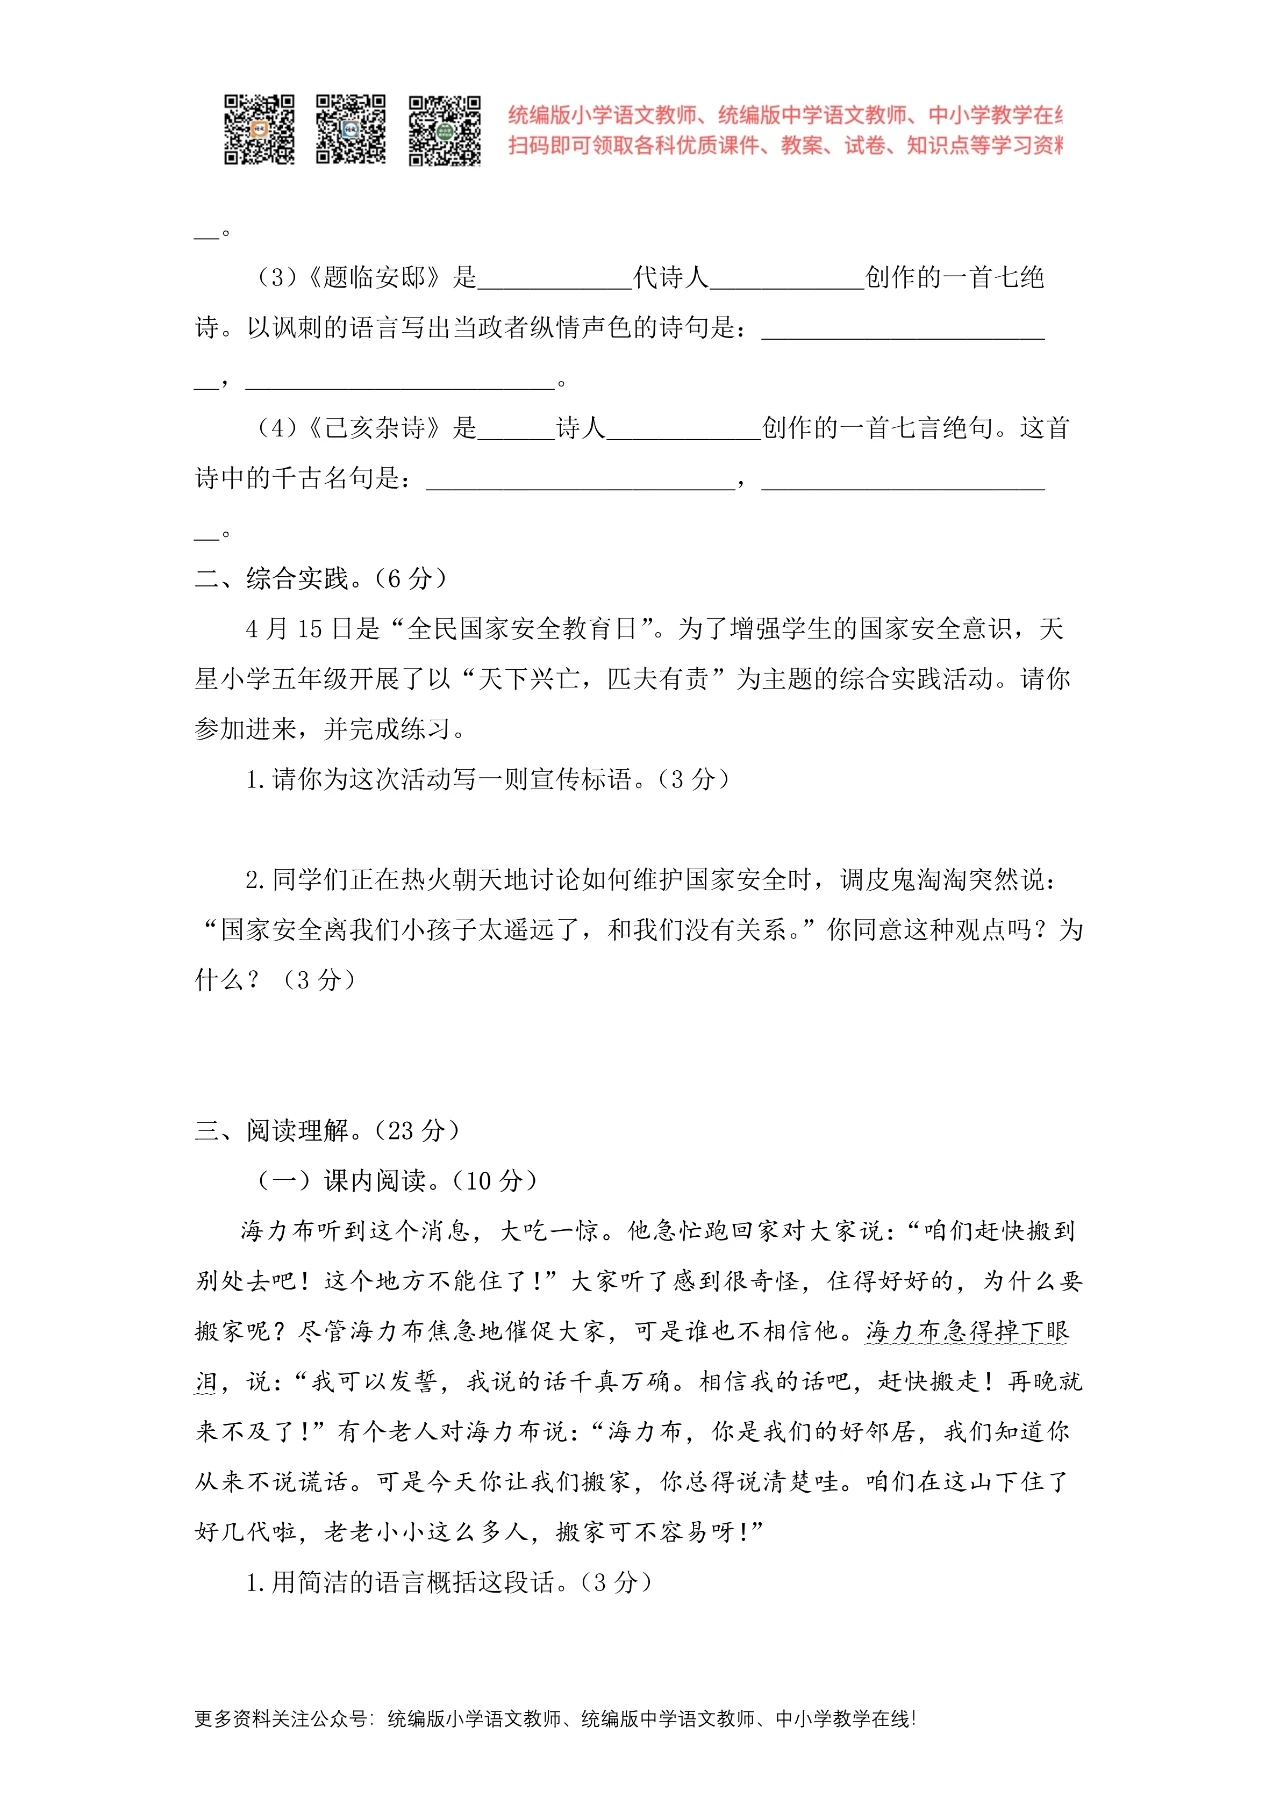 统编版小学语文教师、统编版中学语文教师、中小学教学在
扫码即可领取各科优质课件、教案、试卷、知识点等学习资料
__。
（3）《题临安邸》是____________代诗人____________创作的一首七绝
诗。以讽刺的语言写出当政者纵情声色的诗句是：______________________
__，________________________。
（4）《己亥杂诗》是______诗人____________创作的一首七言绝句。这首
诗中的千古名句是：________________________，______________________
__。
二、综合实践。（6 分）
4 月 15 日是“全民国家安全教育日”。为了增强学生的国家安全意识，天
星小学五年级开展了以“天下兴亡，匹夫有责”为主题的综合实践活动。请你
参加进来，并完成练习。
1.请你为这次活动写一则宣传标语。（3 分）
2.同学们正在热火朝天地讨论如何维护国家安全时，调皮鬼淘淘突然说：
“国家安全离我们小孩子太遥远了，和我们没有关系。”你同意这种观点吗？为
什么？（3 分）
三、阅读理解。（23 分）
（一）课内阅读。（10 分）
海力布听到这个消息，大吃一惊。他急忙跑回家对大家说：“咱们赶快搬到
别处去吧！这个地方不能住了！”大家听了感到很奇怪，住得好好的，为什么要
搬家呢？尽管海力布焦急地催促大家，可是谁也不相信他。海力布急得掉下眼
泪，说：“我可以发誓，我说的话千真万确。相信我的话吧，赶快搬走！再晚就
来不及了！”有个老人对海力布说：“海力布，你是我们的好邻居，我们知道你
从来不说谎话。可是今天你让我们搬家，你总得说清楚哇。咱们在这山下住了
好几代啦，老老小小这么多人，搬家可不容易呀！”
1.用简洁的语言概括这段话。（3 分）
更多资料关注公众号：统编版小学语文教师、统编版中学语文教师、中小学教学在线！